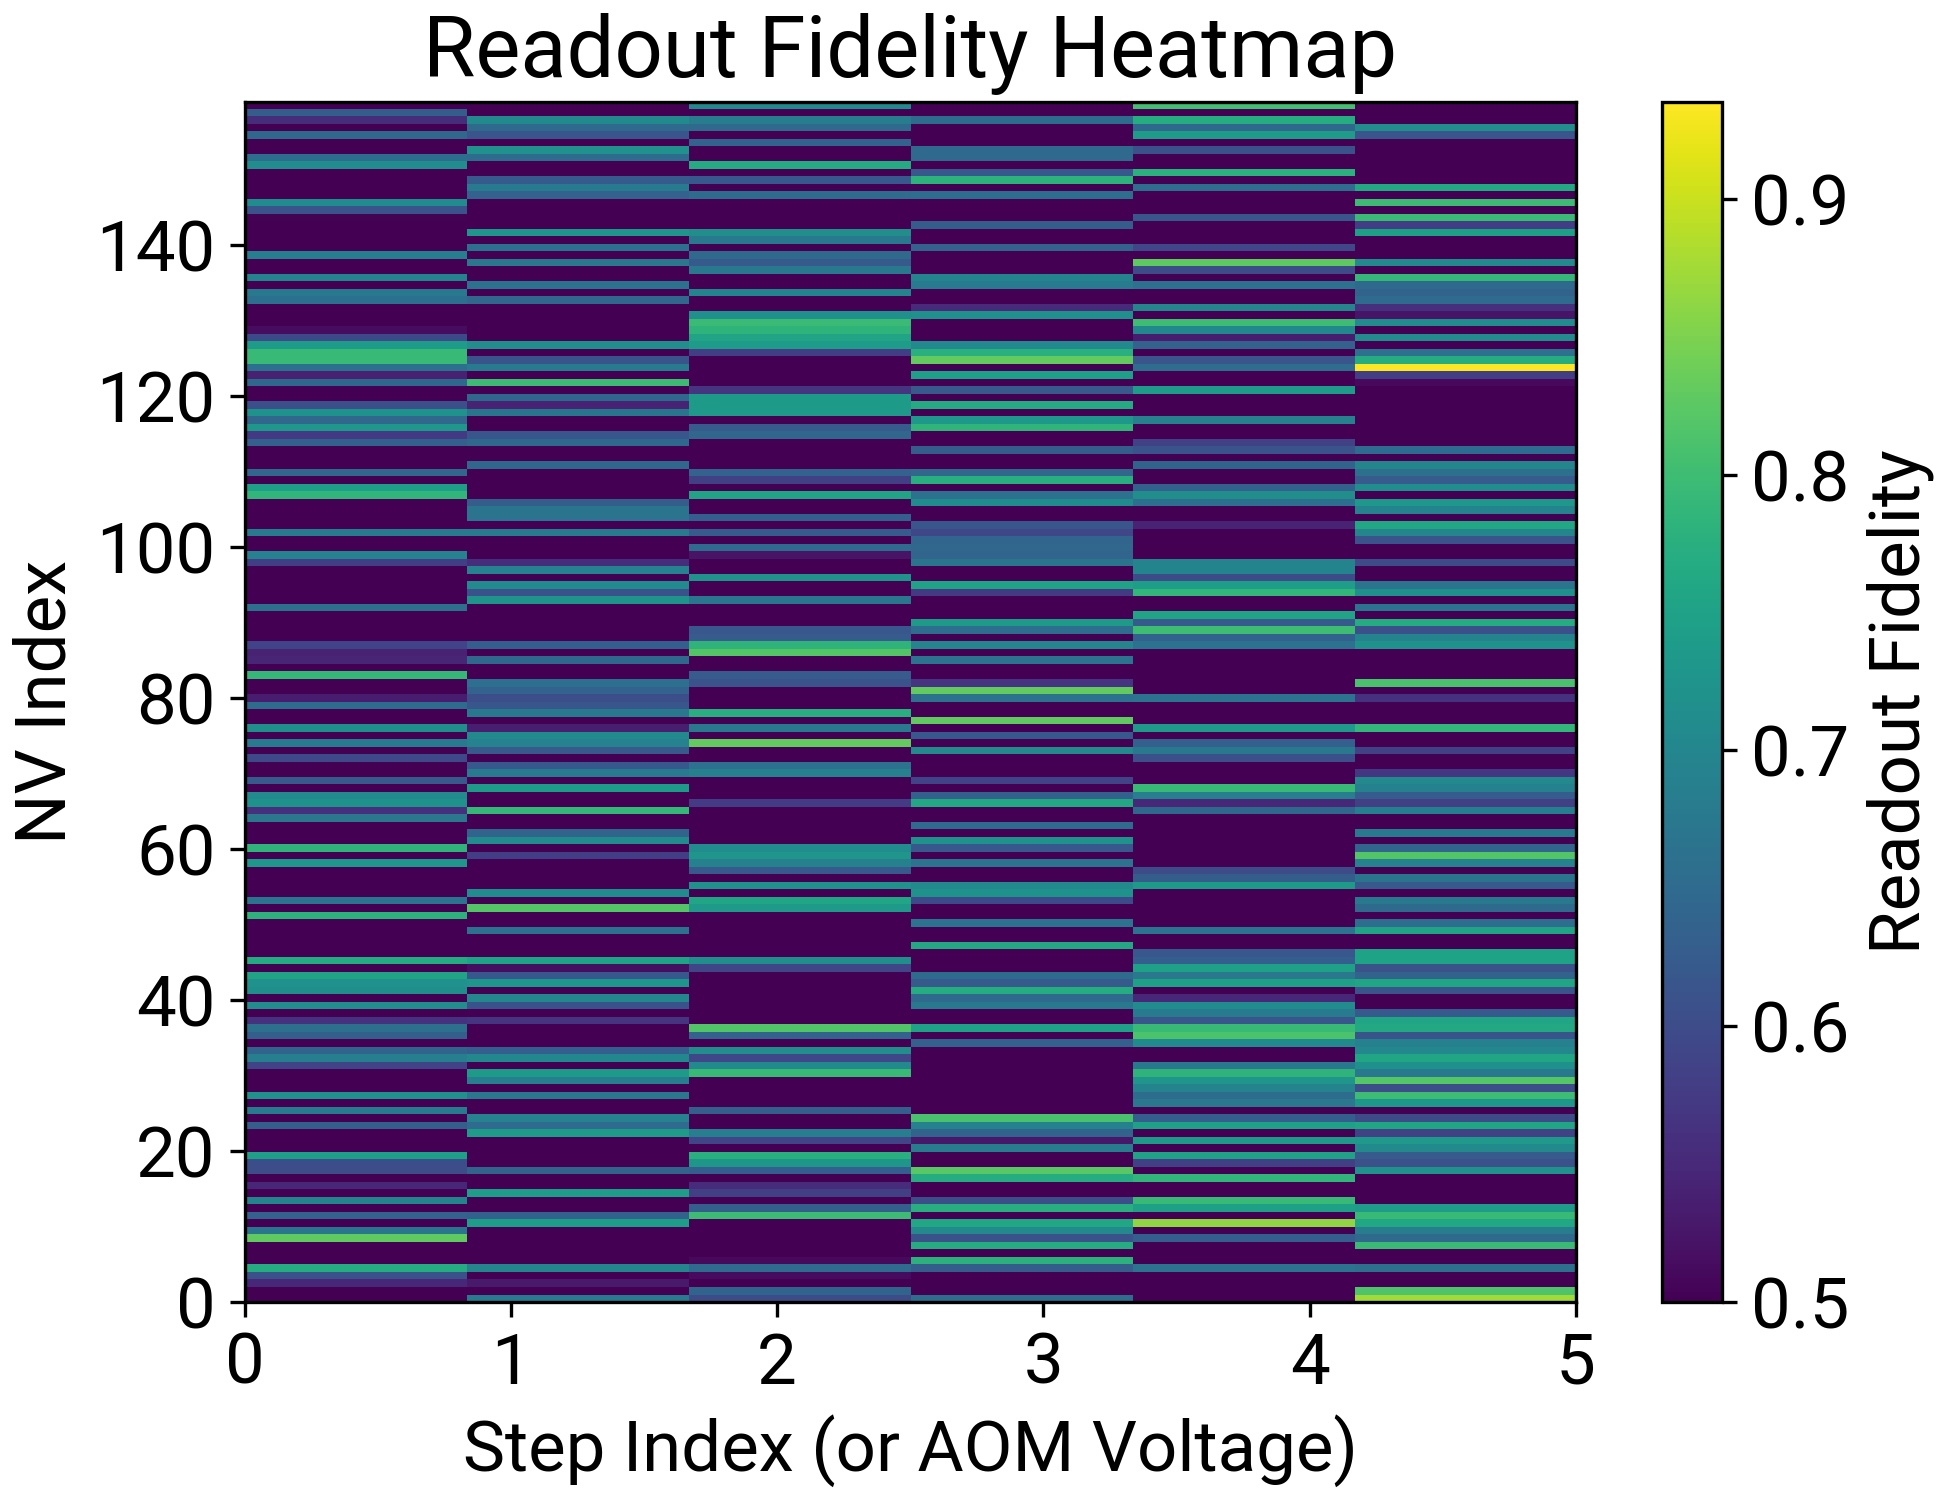 Readout Fidelity Heatmap
NV Index
140
120
100
80
60
40
20
0
0 1 2 3 4 5
Step Index (or AOM Voltage)
0.9
0.8
0.7
0.6
0.5
Readout Fidelity